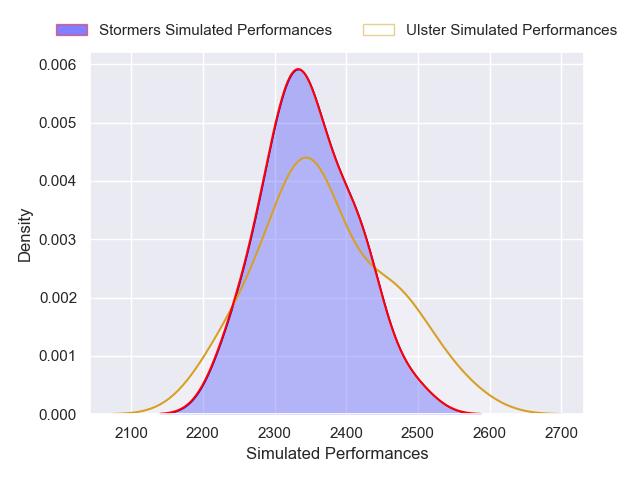 Stormers Simulated Performances Ulster Simulated Performances
0.006
0.005
0.004
0.003
0.002
0.001
0.000
Density
2100 2200 2300 2400 2500 2600 2700
Simulated Performances